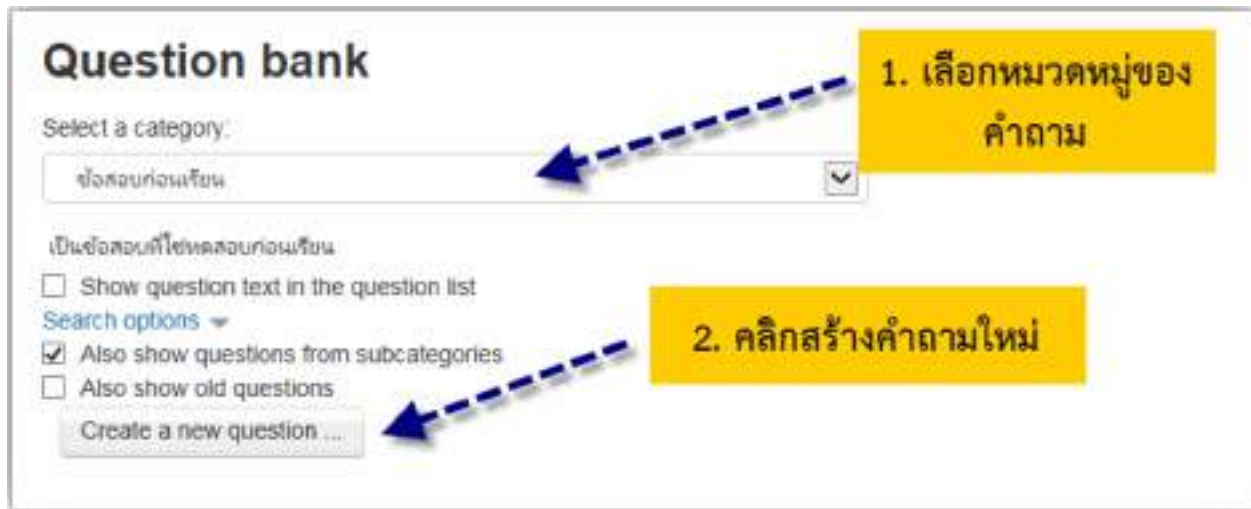 Question bank
1. เลือกหมวดหมู่ของ
คำถาม
Select a category:
ข้อสอบก่อนเรียน
เป็นข้อสอบที่ใช้ทดสอบก่อนเรียน
Show question text in the question list
Search options
Also show questions from subcategories
2. คลิกสร้างคำถามใหม่
Also show old questions
Create a new question ...